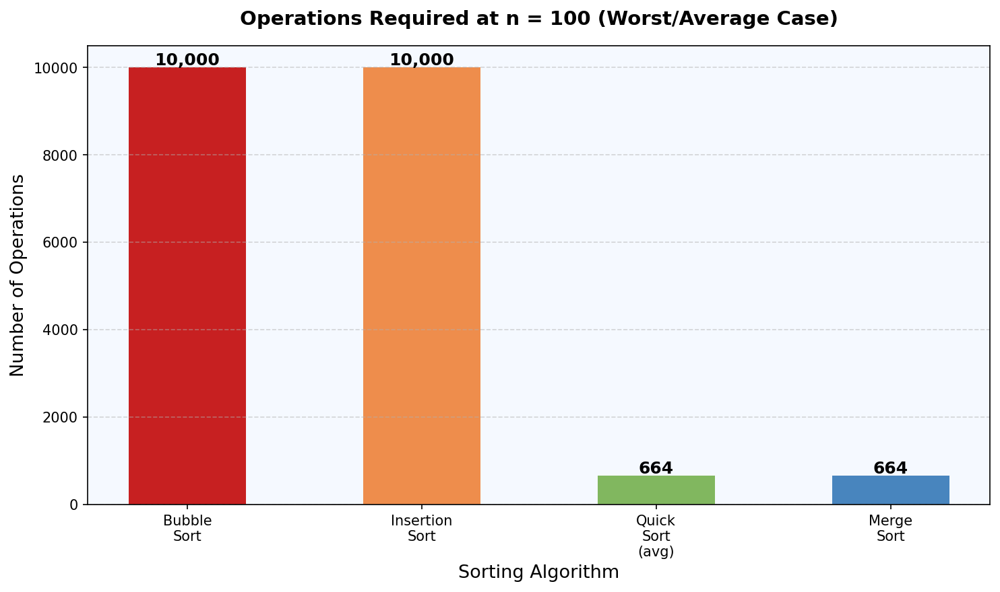 Operations Required at n = 100 (Worst/Average Case)
Number of Operations
10000
8000
6000
4000
2000
0
10,000
10,000
664
664
Bubble
Sort
Insertion
Sort
Quick
Sort
(avg)
Merge
Sort
Sorting Algorithm